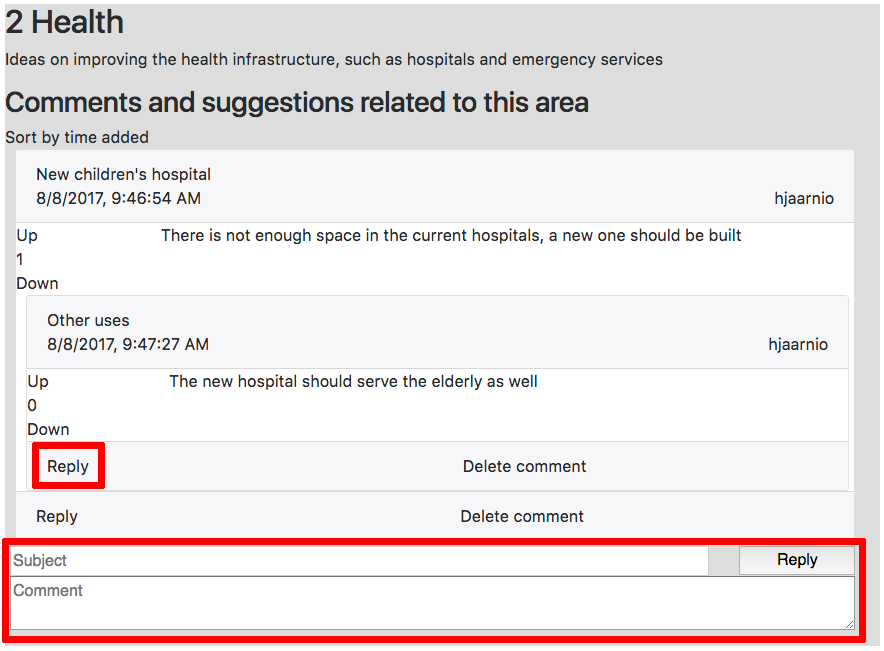 2 Health
Ideas on improving the health infrastructure, such as hospitals and emergency services
Comments and suggestions related to this area
Sort by time added
New children's hospital
8/8/2017, 9:46:54 AM hjaarnio
Up There is not enough space in the current hospitals, a new one should be built
1
Down
Other uses
8/8/2017, 9:47:27 AM hjaarnio
Up The new hospital should serve the elderly as well
0
Down
Reply Delete comment
Reply Delete comment
Subject Reply
Comment